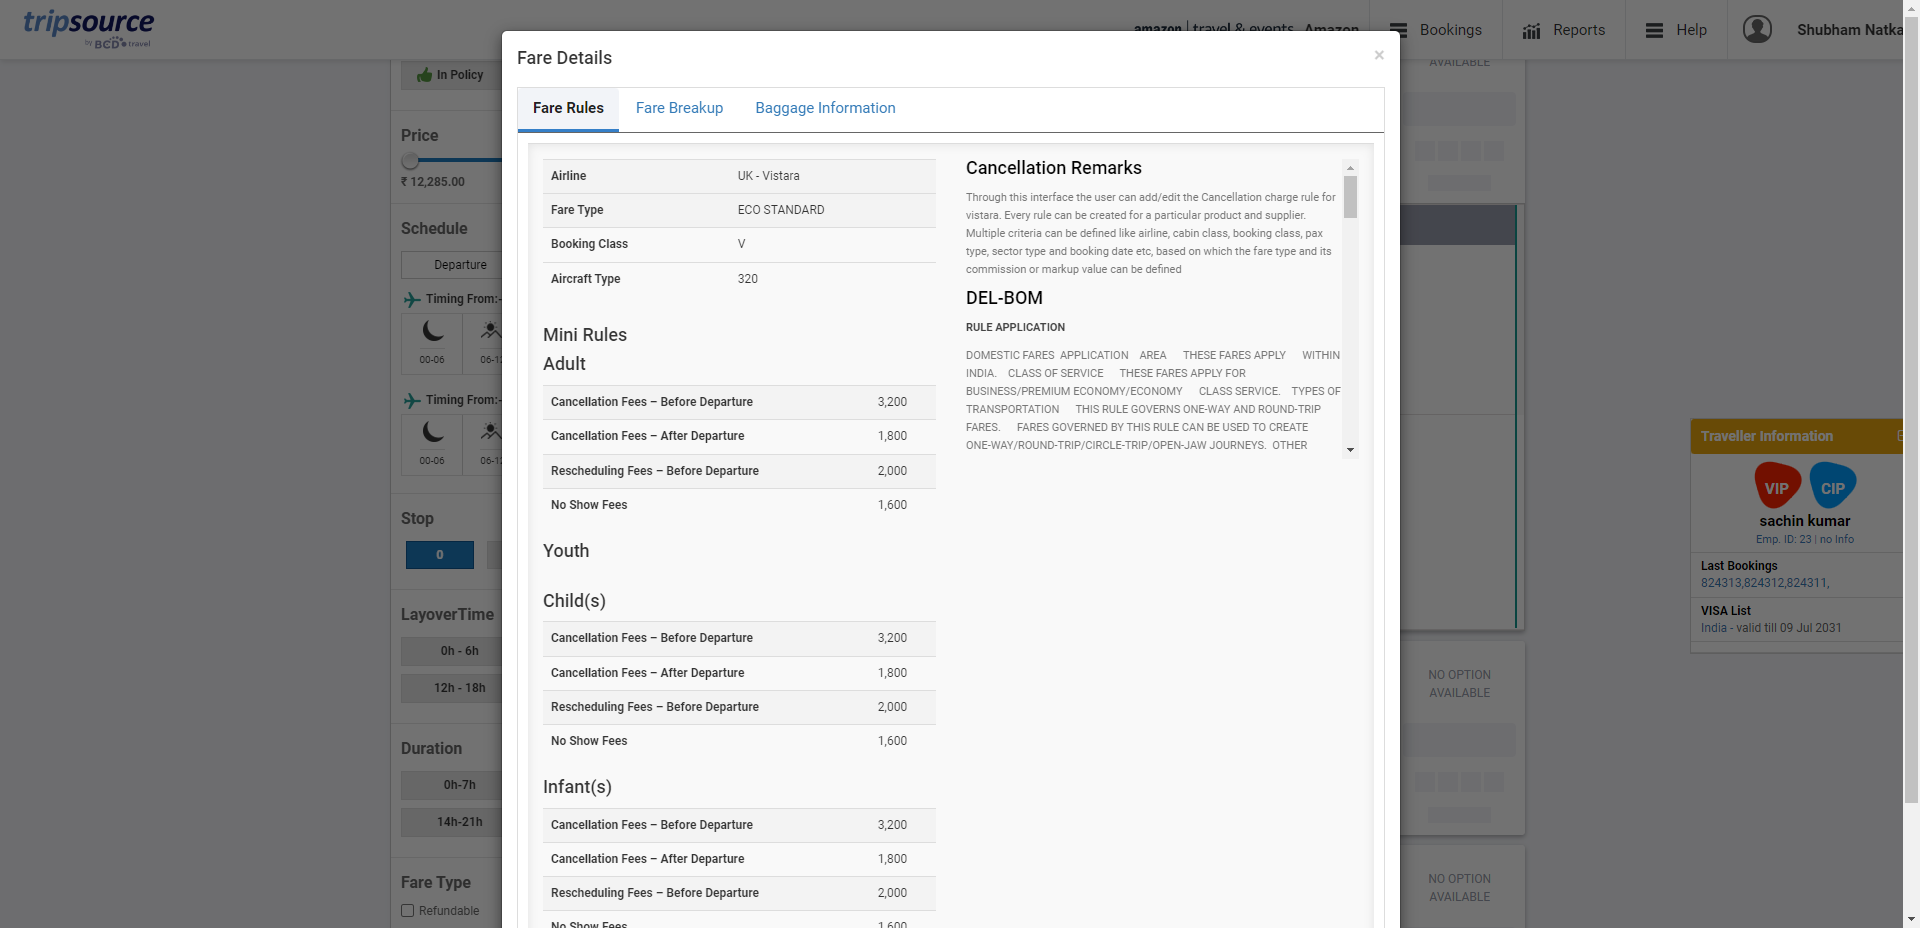 tripsource
by BCD travel
amazon | travel & events Amazon
Bookings
Reports
Help
Shubham Natka
In Policy
Price
₹ 12,285.00
Schedule
Departure
Timing From:-
00-06
06-12
Timing From:-
00-06
06-12
Stop
0
LayoverTime
0h - 6h
12h - 18h
Duration
0h-7h
14h-21h
Fare Type
Refundable
Fare Details
×
Fare Rules
Fare Breakup
Baggage Information
Airline UK - Vistara
Fare Type ECO STANDARD
Booking Class V
Aircraft Type 320
Mini Rules
Adult
Cancellation Fees – Before Departure 3,200
Cancellation Fees – After Departure 1,800
Rescheduling Fees – Before Departure 2,000
No Show Fees 1,600
Youth
Child(s)
Cancellation Fees – Before Departure 3,200
Cancellation Fees – After Departure 1,800
Rescheduling Fees – Before Departure 2,000
No Show Fees 1,600
Infant(s)
Cancellation Fees – Before Departure 3,200
Cancellation Fees – After Departure 1,800
Rescheduling Fees – Before Departure 2,000
No Show Fees 1,600
Cancellation Remarks
Through this interface the user can add/edit the Cancellation charge rule for
vistara. Every rule can be created for a particular product and supplier.
Multiple criteria can be defined like airline, cabin class, booking class, pax
type, sector type and booking date etc, based on which the fare type and its
commission or markup value can be defined
DEL-BOM
RULE APPLICATION
DOMESTIC FARES APPLICATION AREA THESE FARES APPLY WITHIN
INDIA. CLASS OF SERVICE THESE FARES APPLY FOR
BUSINESS/PREMIUM ECONOMY/ECONOMY CLASS SERVICE. TYPES OF
TRANSPORTATION THIS RULE GOVERNS ONE-WAY AND ROUND-TRIP
FARES. FARES GOVERNED BY THIS RULE CAN BE USED TO CREATE
ONE-WAY/ROUND-TRIP/CIRCLE-TRIP/OPEN-JAW JOURNEYS. OTHER
AVAILABLE
NO OPTION
AVAILABLE
NO OPTION
AVAILABLE
Traveller Information
VIP
CIP
sachin kumar
Emp. ID: 23 | no Info
Last Bookings
824313,824312,824311,
VISA List
India - valid till 09 Jul 2031